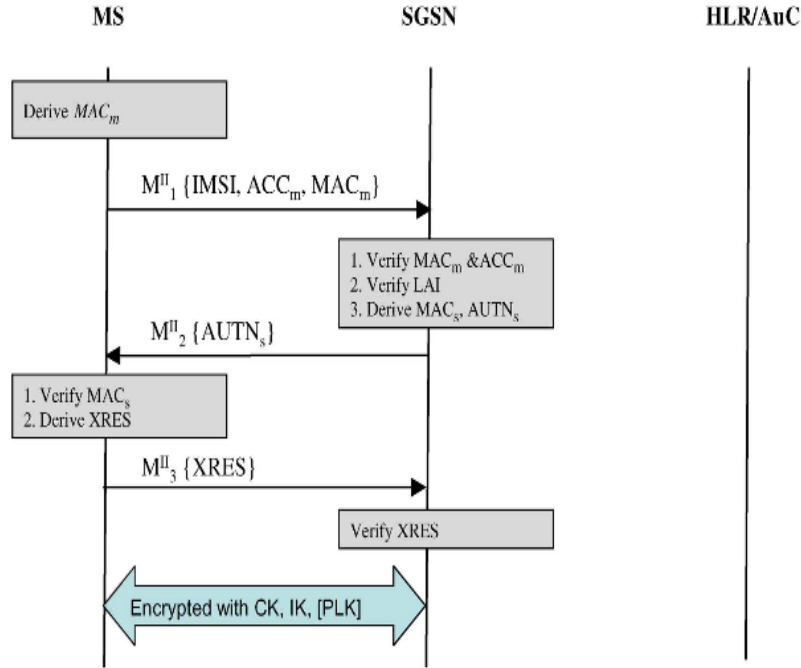 MS SGSN HLR/AuC
Derive MACₘ
Mᴵᴵ₁ {IMSI, ACCₘ, MACₘ}
1. Verify MACₘ &ACCₘ
2. Verify LAI
3. Derive MACₛ, AUTNₛ
Mᴵᴵ₂ {AUTNₛ}
1. Verify MACₛ
2. Derive XRES
Mᴵᴵ₃ {XRES}
Verify XRES
Encrypted with CK, IK, [PLK]